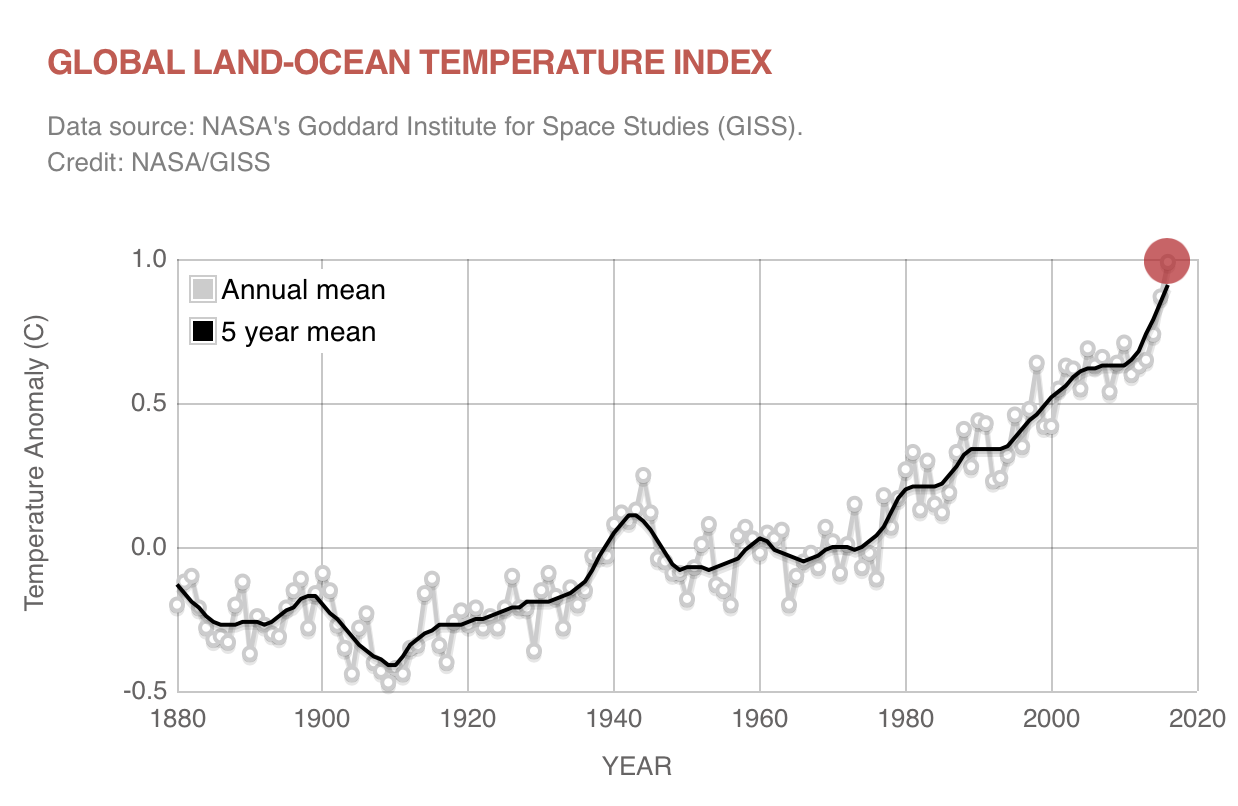 GLOBAL LAND-OCEAN TEMPERATURE INDEX
Data source: NASA's Goddard Institute for Space Studies (GISS).
Credit: NASA/GISS
Temperature Anomaly (C)
1.0
0.5
0.0
-0.5
Annual mean
5 year mean
1880 1900 1920 1940 1960 1980 2000 2020
YEAR